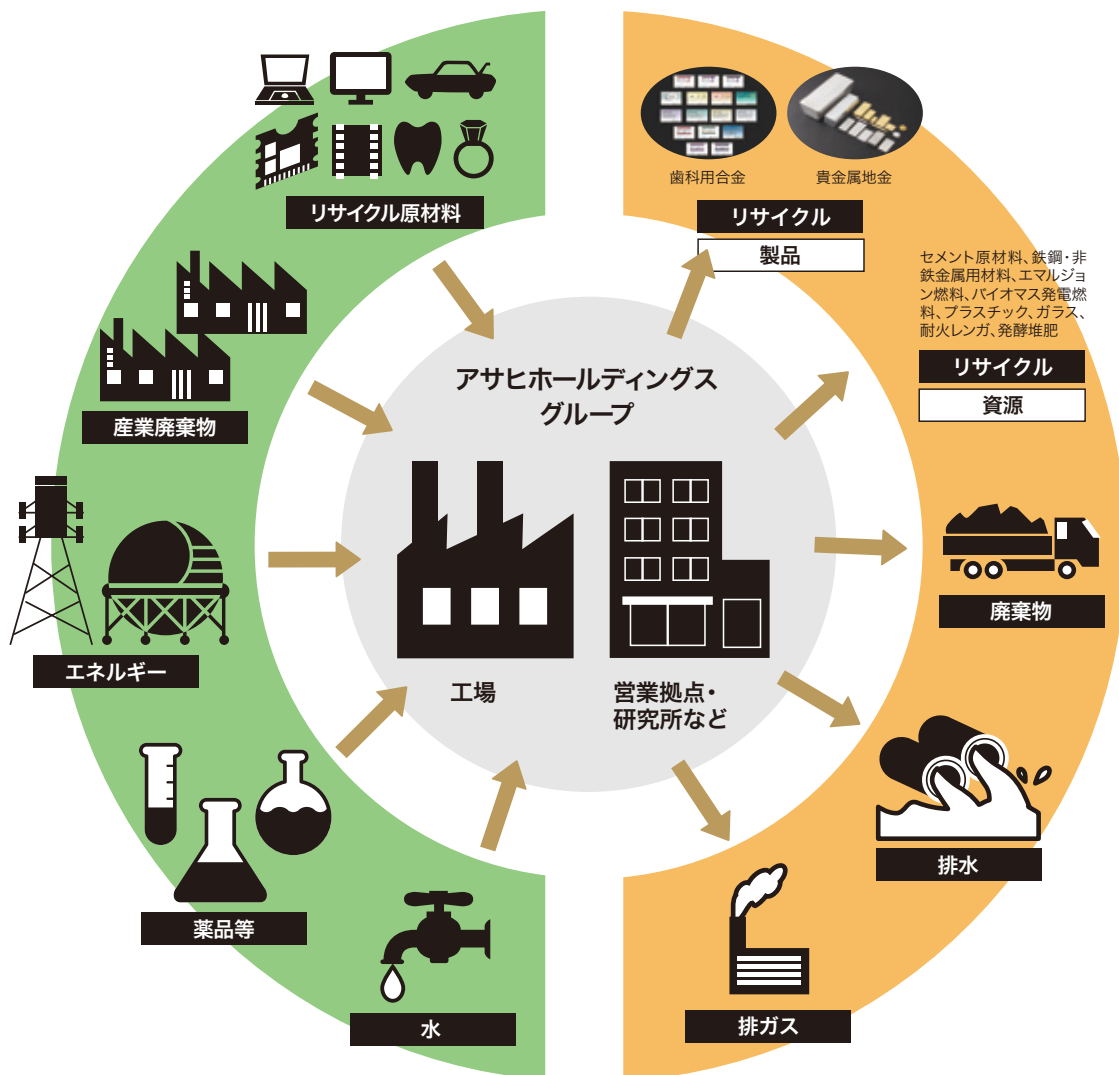 リサイクル原材料
産業廃棄物
エネルギー
薬品等
水
アサヒホールディングス
グループ
工場
営業拠点・
研究所など
歯科用合金
貴金属地金
リサイクル
製品
セメント原材料、鉄鋼・非
鉄金属用材料、エマルジョ
ン燃料、バイオマス発電燃
料、プラスチック、ガラス、
耐火レンガ、発酵堆肥
リサイクル
資源
廃棄物
排水
排ガス